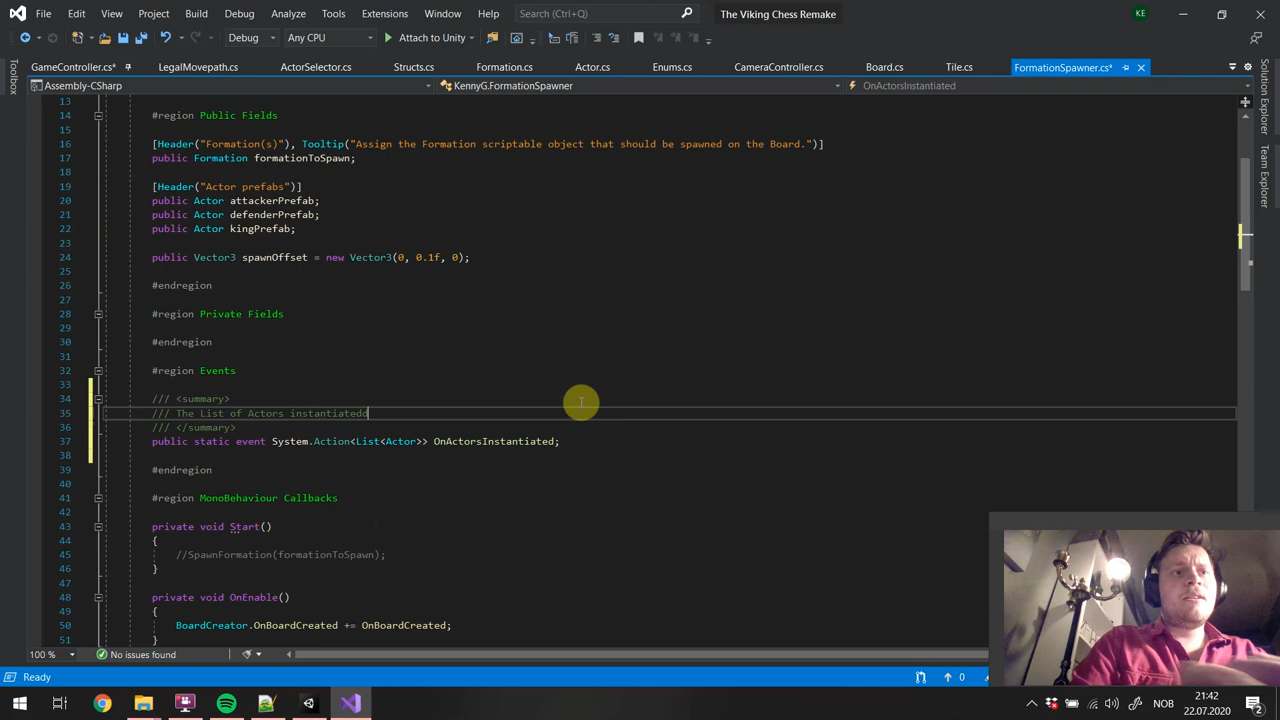 File Edit View Project Build Debug Analyze Tools Extensions Window Help Search (Ctrl+Q) The Viking Chess Remake KE
Debug Any CPU Attach to Unity
GameController.cs* LegalMovepath.cs ActorSelector.cs Structs.cs Formation.cs Actor.cs Enums.cs CameraController.cs Board.cs Tile.cs FormationSpawner.cs*
Toolbox
Assembly-CSharp KennyG.FormationSpawner OnActorsInstantiated
Solution Explorer
Team Explorer
13
14 #region Public Fields
15
16 [Header("Formation(s)"), Tooltip("Assign the Formation scriptable object that should be spawned on the Board.")]
17 public Formation formationToSpawn;
18
19 [Header("Actor prefabs")]
20 public Actor attackerPrefab;
21 public Actor defenderPrefab;
22 public Actor kingPrefab;
23
24 public Vector3 spawnOffset = new Vector3(0, 0.1f, 0);
25
26 #endregion
27
28 #region Private Fields
29
30 #endregion
31
32 #region Events
33
34 /// <summary>
35 /// The List of Actors instantiatedd
36 /// </summary>
37 public static event System.Action<List<Actor>> OnActorsInstantiated;
38
39 #endregion
40
41 #region MonoBehaviour Callbacks
42
43 private void Start()
44 {
45 //SpawnFormation(formationToSpawn);
46 }
47
48 private void OnEnable()
49 {
50 BoardCreator.OnBoardCreated += OnBoardCreated;
51 }
100 % No issues found
Ready 0
NOB 21:42
22.07.2020 2